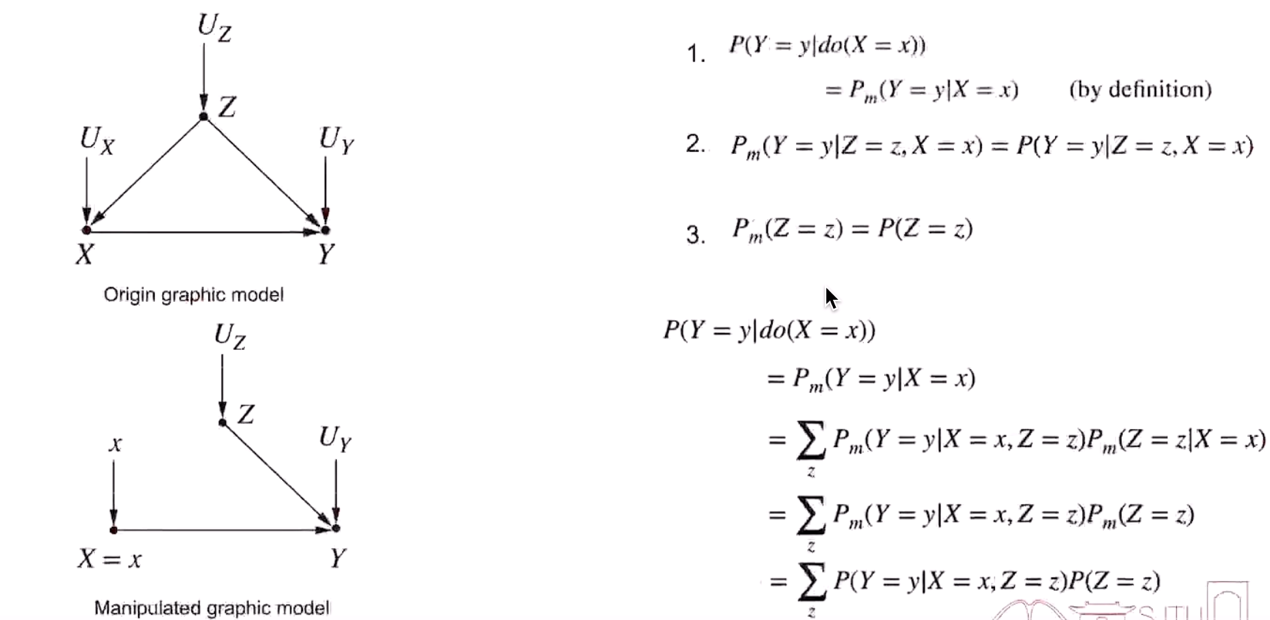 U_Z
Z
U_X
U_Y
X
Y
Origin graphic model
U_Z
Z
x
U_Y
X = x
Y
Manipulated graphic model
1. P(Y = y|do(X = x))
= P_m(Y = y|X = x) (by definition)
2. P_m(Y = y|Z = z, X = x) = P(Y = y|Z = z, X = x)
3. P_m(Z = z) = P(Z = z)
P(Y = y|do(X = x))
= P_m(Y = y|X = x)
= ∑_z P_m(Y = y|X = x, Z = z)P_m(Z = z|X = x)
= ∑_z P_m(Y = y|X = x, Z = z)P_m(Z = z)
= ∑_z P(Y = y|X = x, Z = z)P(Z = z)